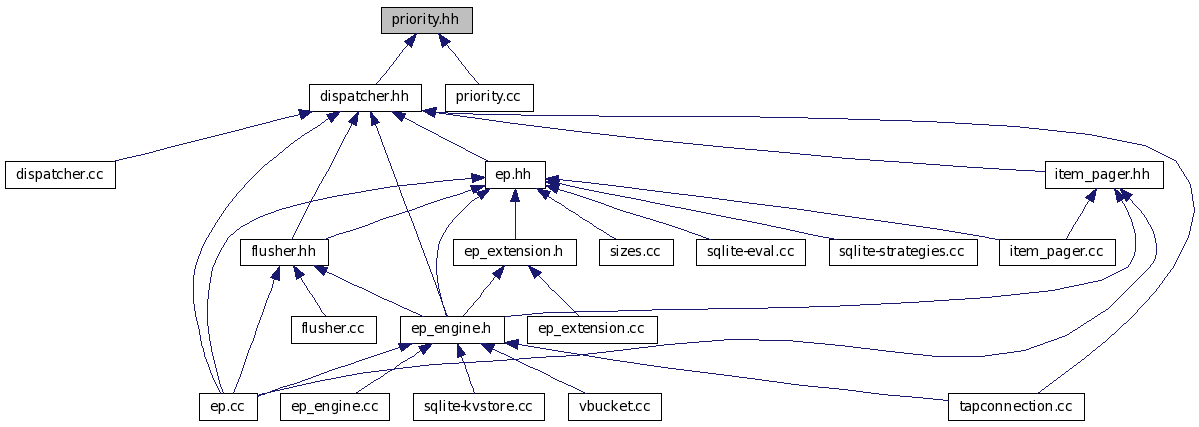 priority.hh
dispatcher.hh
priority.cc
dispatcher.cc
ep.hh
item_pager.hh
flusher.hh
ep_extension.h
sizes.cc
sqlite-eval.cc
sqlite-strategies.cc
item_pager.cc
flusher.cc
ep_engine.h
ep_extension.cc
ep.cc
ep_engine.cc
sqlite-kvstore.cc
vbucket.cc
tapconnection.cc